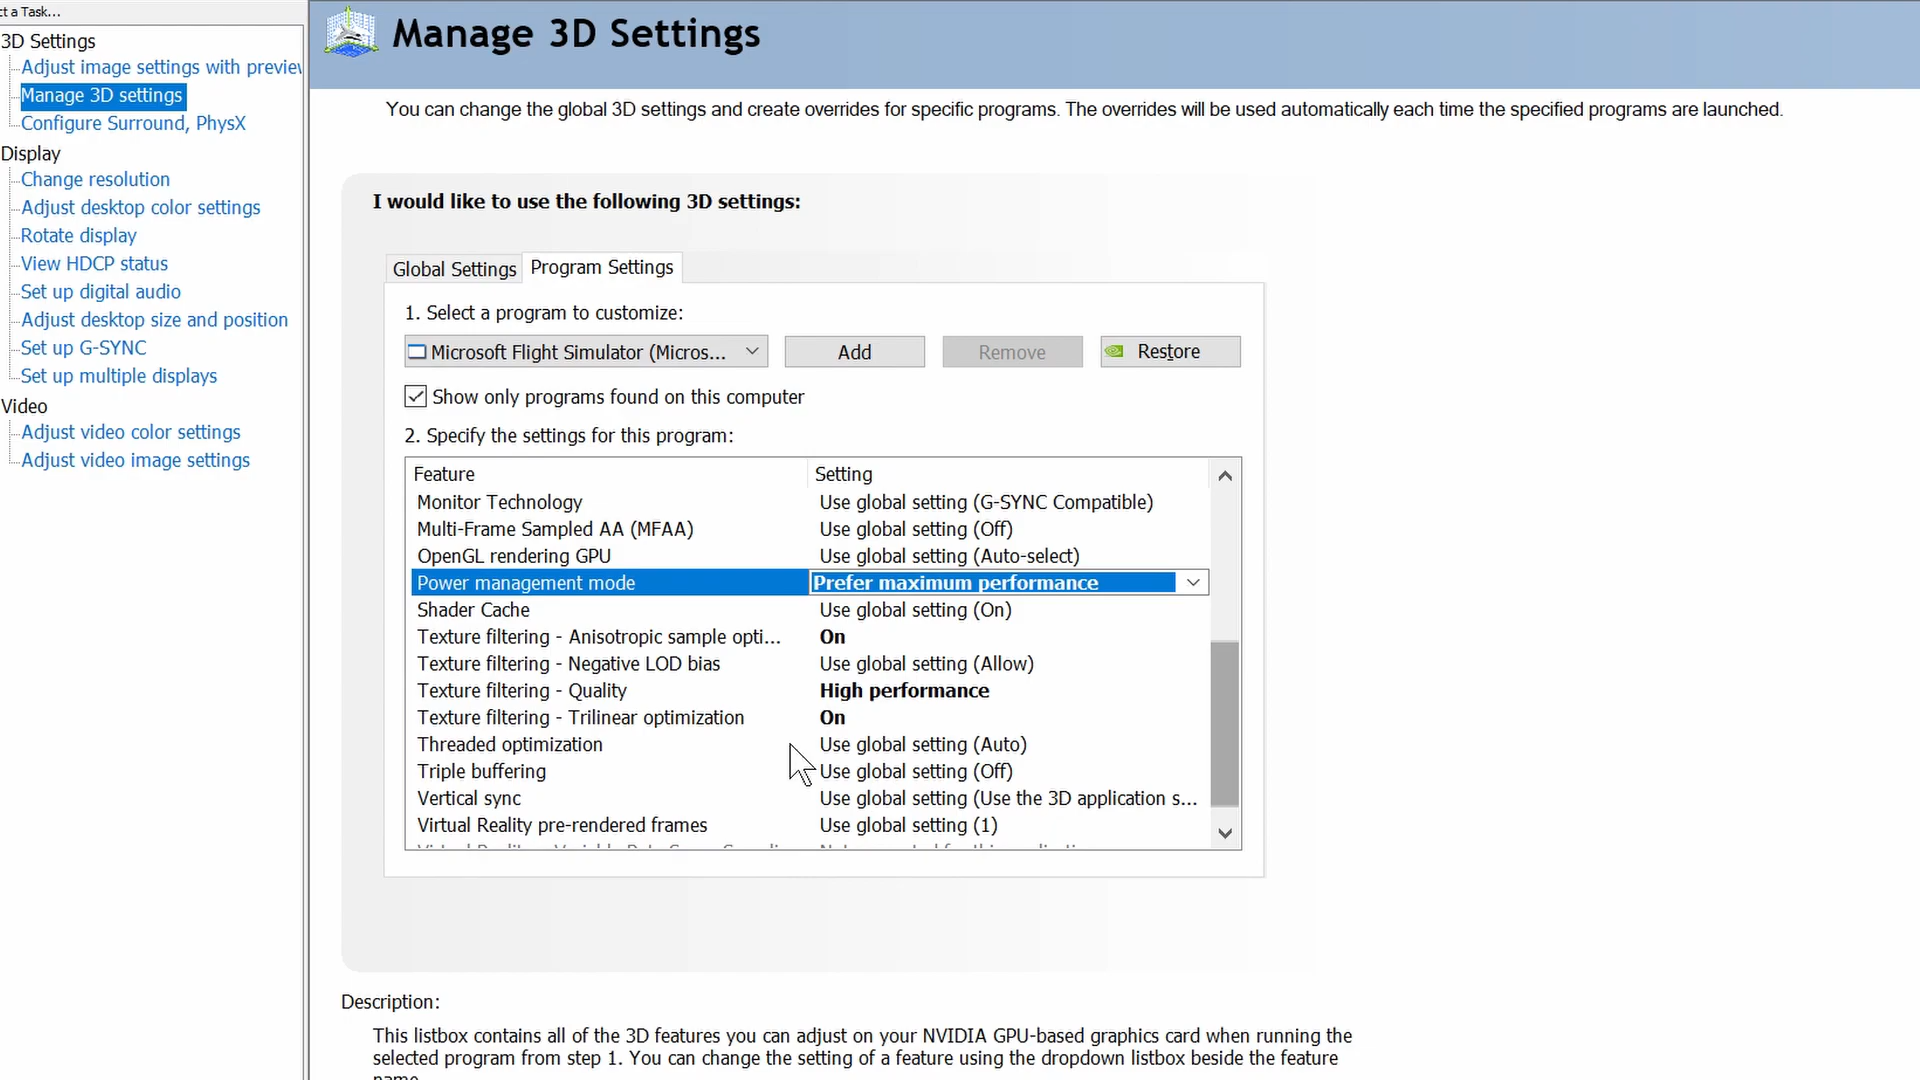 ct a Task...
3D Settings
Adjust image settings with preview
Manage 3D settings
Configure Surround, PhysX
Display
Change resolution
Adjust desktop color settings
Rotate display
View HDCP status
Set up digital audio
Adjust desktop size and position
Set up G-SYNC
Set up multiple displays
Video
Adjust video color settings
Adjust video image settings
Manage 3D Settings
You can change the global 3D settings and create overrides for specific programs. The overrides will be used automatically each time the specified programs are launched.
I would like to use the following 3D settings:
Global Settings Program Settings
1. Select a program to customize:
Microsoft Flight Simulator (Micros... Add Remove Restore
Show only programs found on this computer
2. Specify the settings for this program:
Feature Setting
Monitor Technology Use global setting (G-SYNC Compatible)
Multi-Frame Sampled AA (MFAA) Use global setting (Off)
OpenGL rendering GPU Use global setting (Auto-select)
Power management mode Prefer maximum performance
Shader Cache Use global setting (On)
Texture filtering - Anisotropic sample opti... On
Texture filtering - Negative LOD bias Use global setting (Allow)
Texture filtering - Quality High performance
Texture filtering - Trilinear optimization On
Threaded optimization Use global setting (Auto)
Triple buffering Use global setting (Off)
Vertical sync Use global setting (Use the 3D application s...
Virtual Reality pre-rendered frames Use global setting (1)
Description:
This listbox contains all of the 3D features you can adjust on your NVIDIA GPU-based graphics card when running the
selected program from step 1. You can change the setting of a feature using the dropdown listbox beside the feature
name.